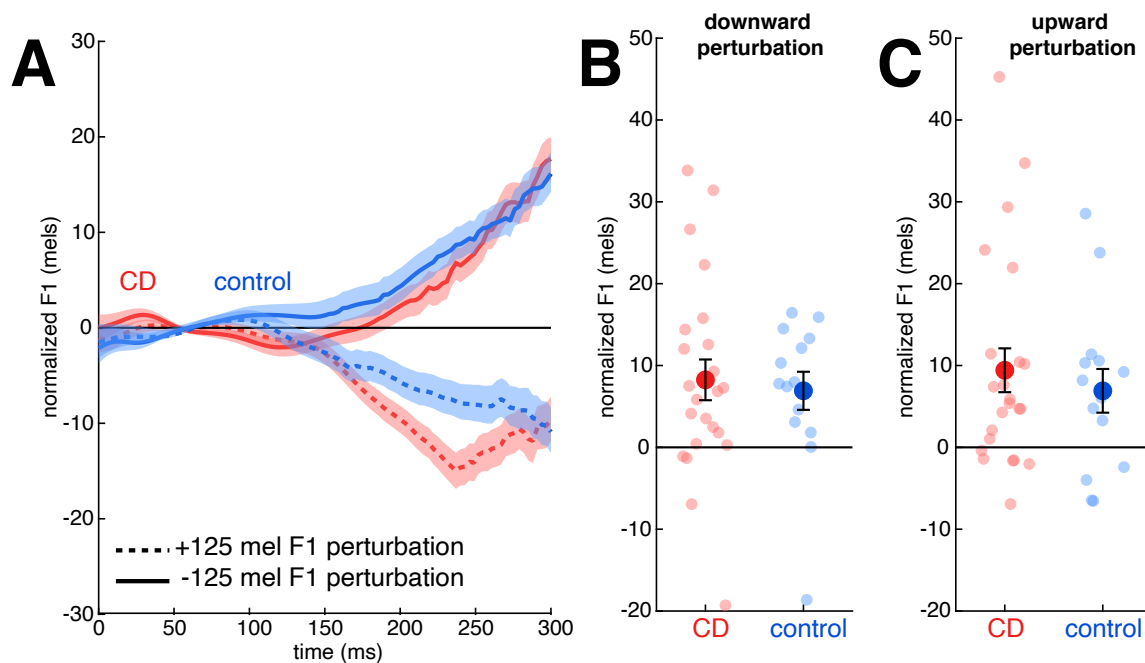 A
30
20
10
0
-10
-20
-30
normalized F1 (mels)
CD
control
+125 mel F1 perturbation
-125 mel F1 perturbation
0
50
100
150
200
250
300
time (ms)
B
downward
perturbation
50
40
30
20
10
0
-10
-20
normalized F1 (mels)
CD
control
C
upward
perturbation
50
40
30
20
10
0
-10
-20
normalized F1 (mels)
CD
control